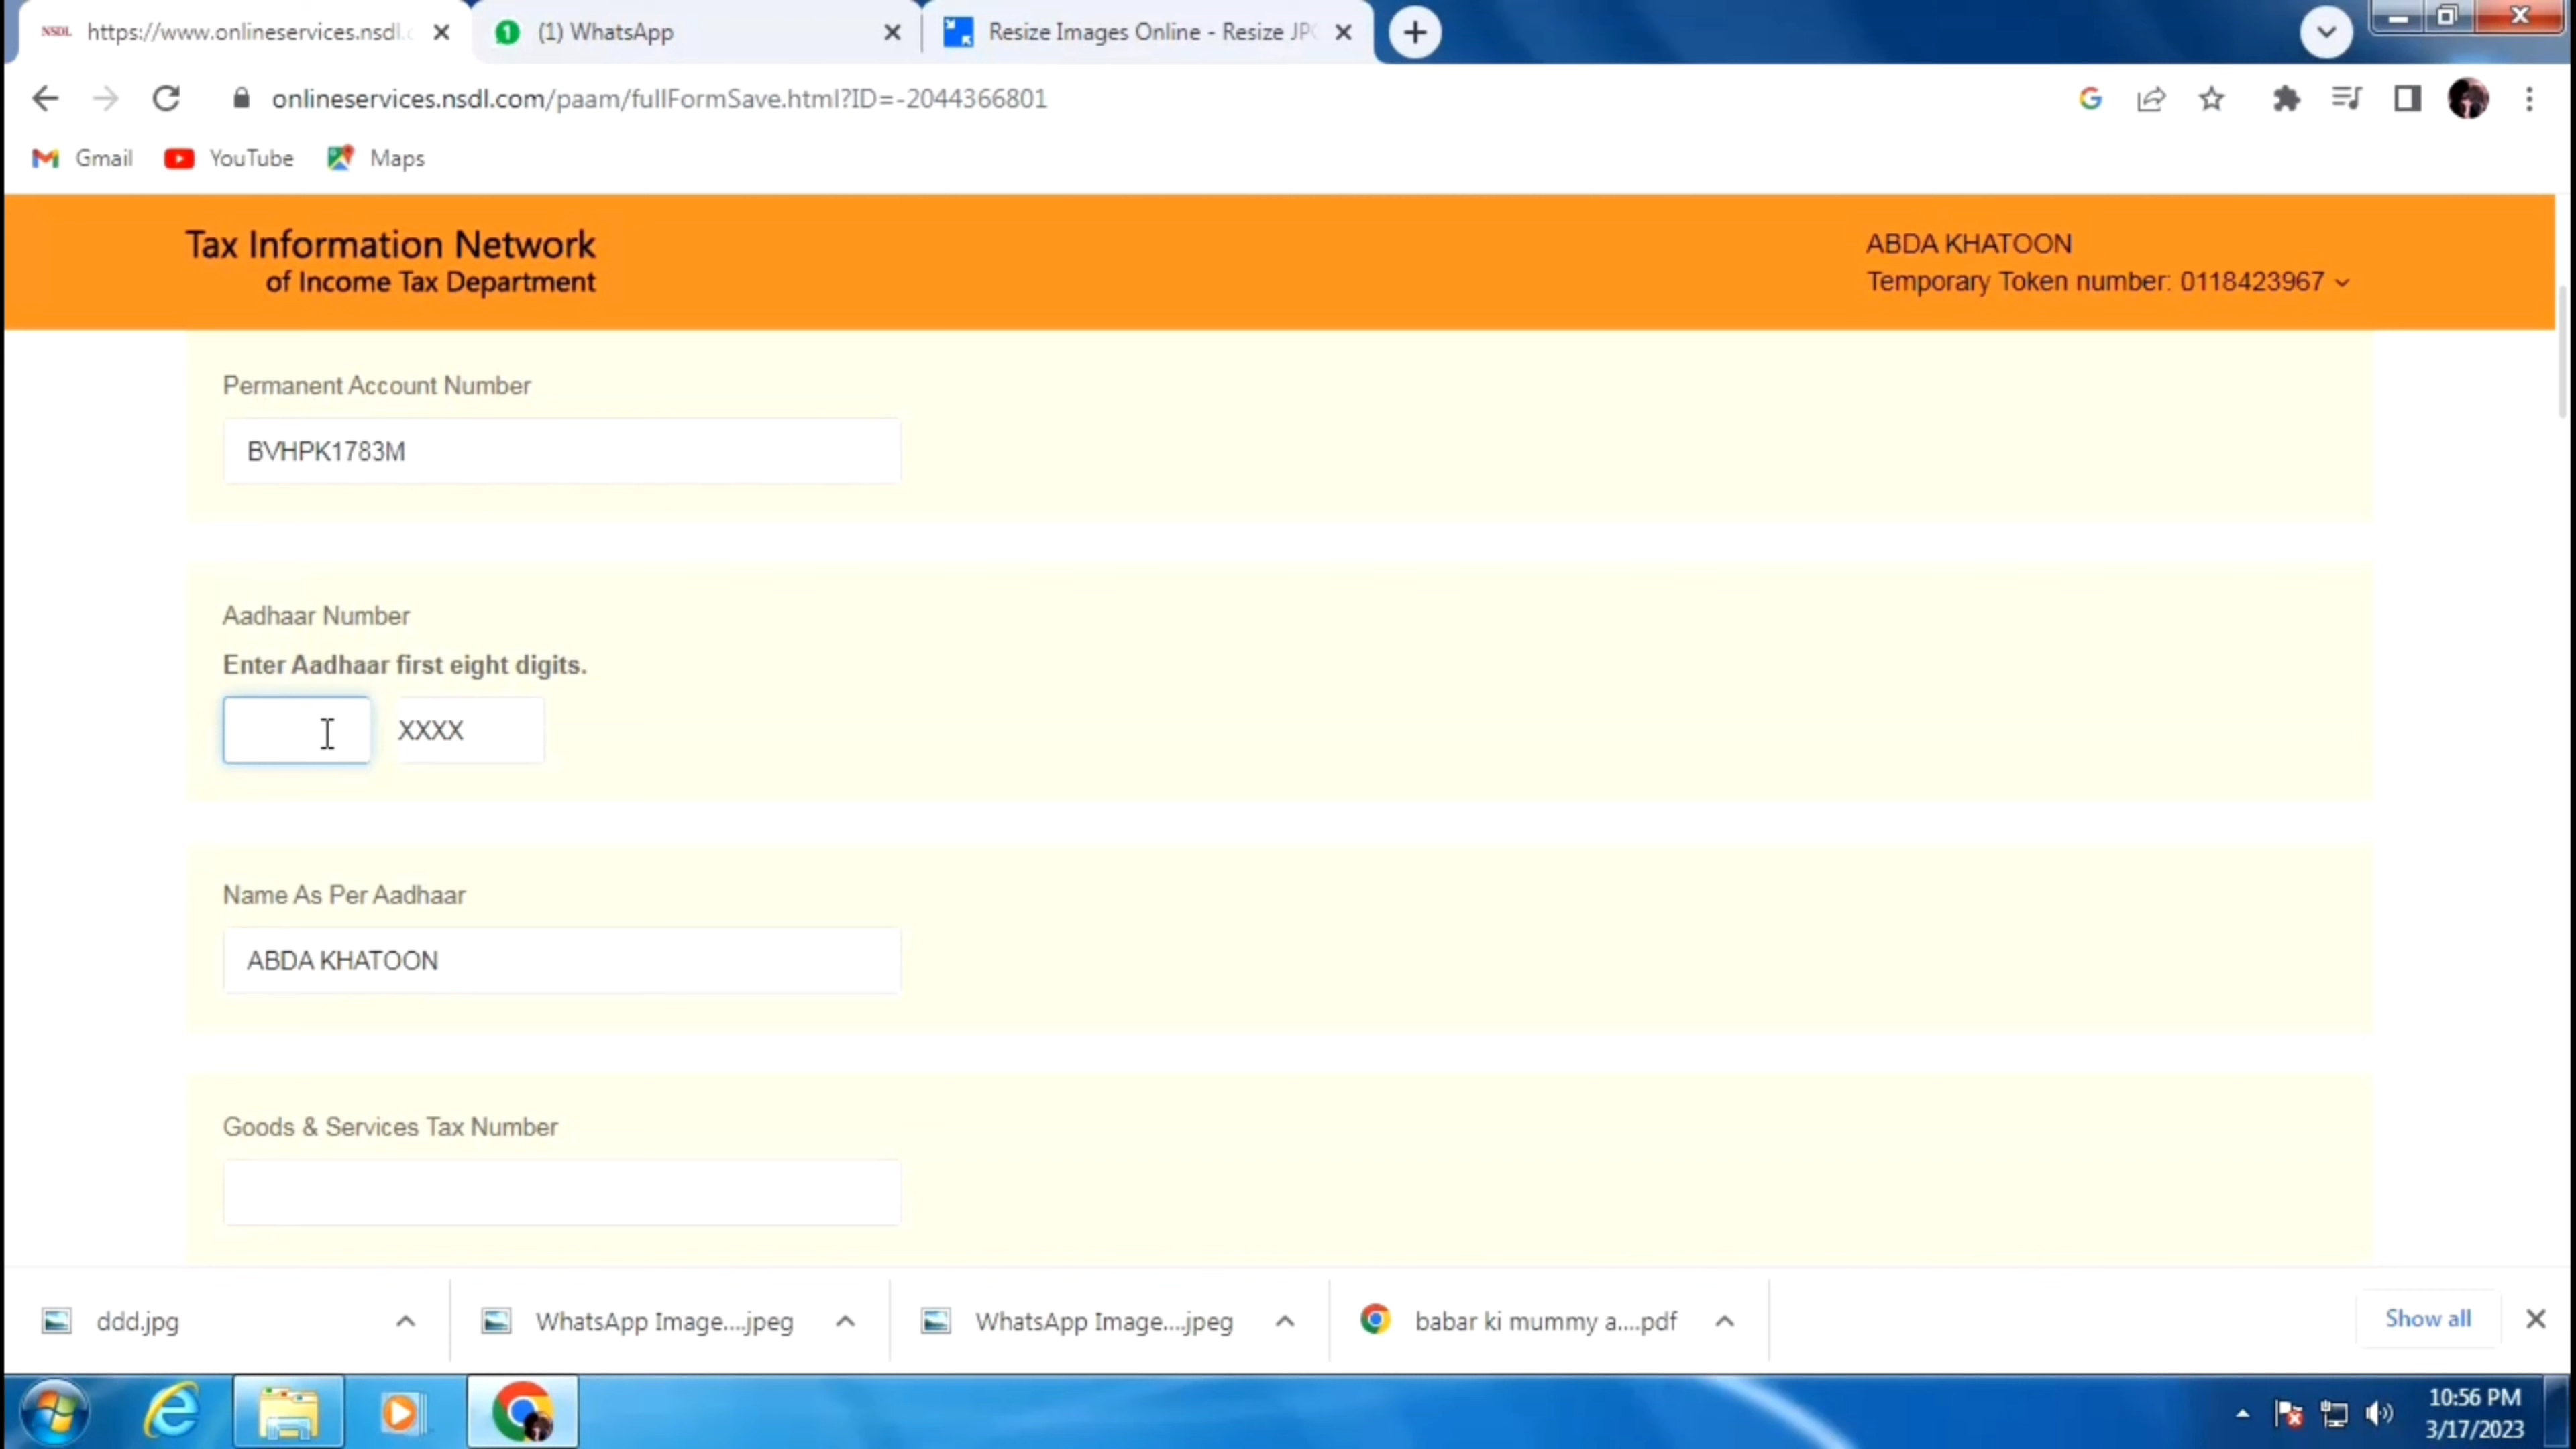 NSDL https://www.onlineservices.nsdl.c
(1) WhatsApp
Resize Images Online - Resize JP
onlineservices.nsdl.com/paam/fullFormSave.html?ID=-2044366801
Gmail YouTube Maps
Tax Information Network
of Income Tax Department
ABDA KHATOON
Temporary Token number: 0118423967
Permanent Account Number
BVHPK1783M
Aadhaar Number
Enter Aadhaar first eight digits.
XXXX
Name As Per Aadhaar
ABDA KHATOON
Goods & Services Tax Number
ddd.jpg
WhatsApp Image....jpeg
WhatsApp Image....jpeg
babar ki mummy a....pdf
Show all
10:56 PM
3/17/2023